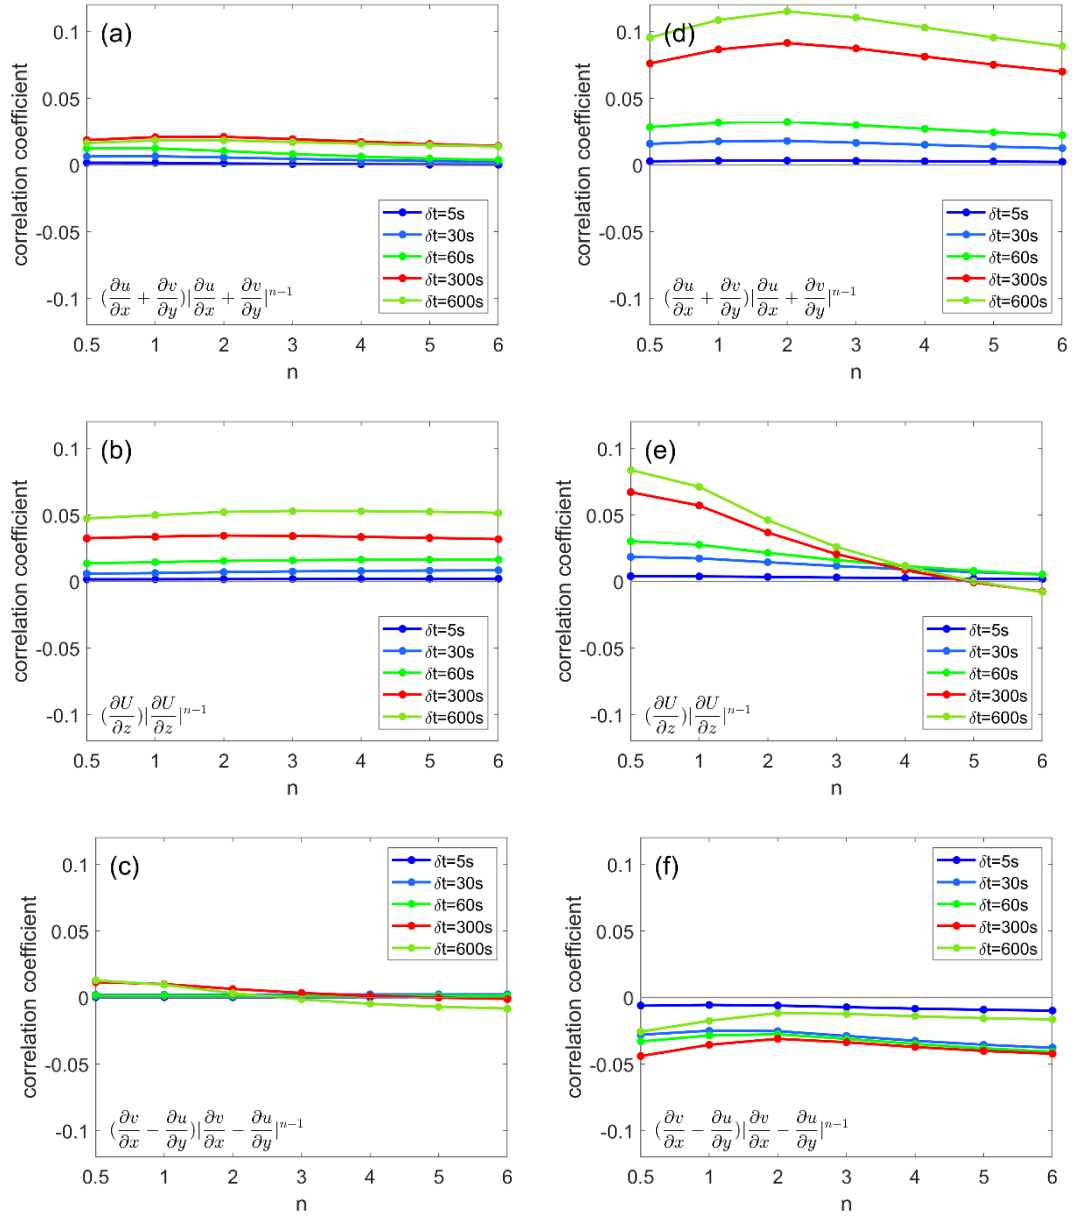 (a)
correlation coefficient
0.1
0.05
0
-0.05
-0.1
δt=5s
δt=30s
δt=60s
δt=300s
δt=600s
(∂u/∂x + ∂v/∂y)|∂u/∂x + ∂v/∂y|^{n−1}
0.5 1 2 3 4 5 6
n
(d)
correlation coefficient
0.1
0.05
0
-0.05
-0.1
δt=5s
δt=30s
δt=60s
δt=300s
δt=600s
(∂u/∂x + ∂v/∂y)|∂u/∂x + ∂v/∂y|^{n−1}
0.5 1 2 3 4 5 6
n
(b)
correlation coefficient
0.1
0.05
0
-0.05
-0.1
δt=5s
δt=30s
δt=60s
δt=300s
δt=600s
(∂U/∂z)|∂U/∂z|^{n−1}
0.5 1 2 3 4 5 6
n
(e)
correlation coefficient
0.1
0.05
0
-0.05
-0.1
δt=5s
δt=30s
δt=60s
δt=300s
δt=600s
(∂U/∂z)|∂U/∂z|^{n−1}
0.5 1 2 3 4 5 6
n
(c)
correlation coefficient
0.1
0.05
0
-0.05
-0.1
δt=5s
δt=30s
δt=60s
δt=300s
δt=600s
(∂v/∂x − ∂u/∂y)|∂v/∂x − ∂u/∂y|^{n−1}
0.5 1 2 3 4 5 6
n
(f)
correlation coefficient
0.1
0.05
0
-0.05
-0.1
δt=5s
δt=30s
δt=60s
δt=300s
δt=600s
(∂v/∂x − ∂u/∂y)|∂v/∂x − ∂u/∂y|^{n−1}
0.5 1 2 3 4 5 6
n